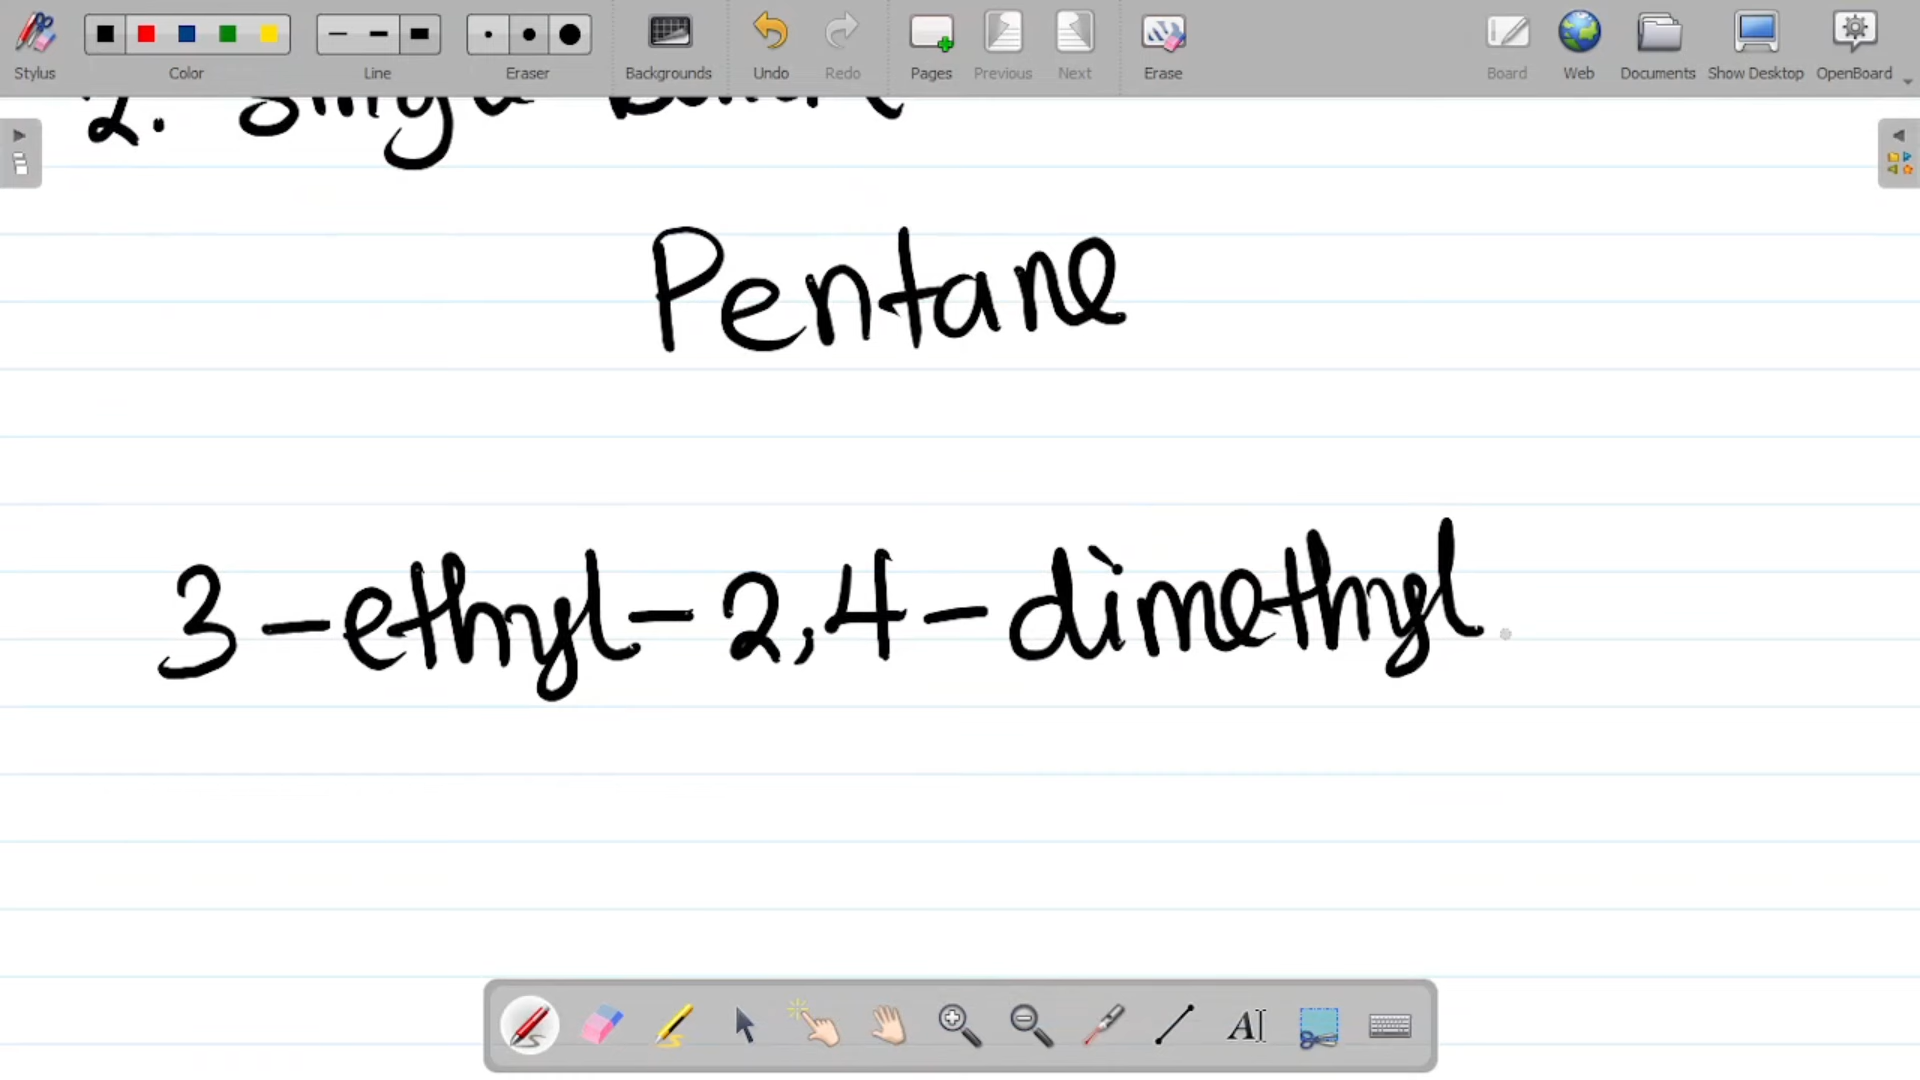 Stylus Color Line Eraser Backgrounds Undo Redo Pages Previous Next Erase Board Web Documents Show Desktop OpenBoard
2.
Pentane
3-ethyl-2,4-dimethyl